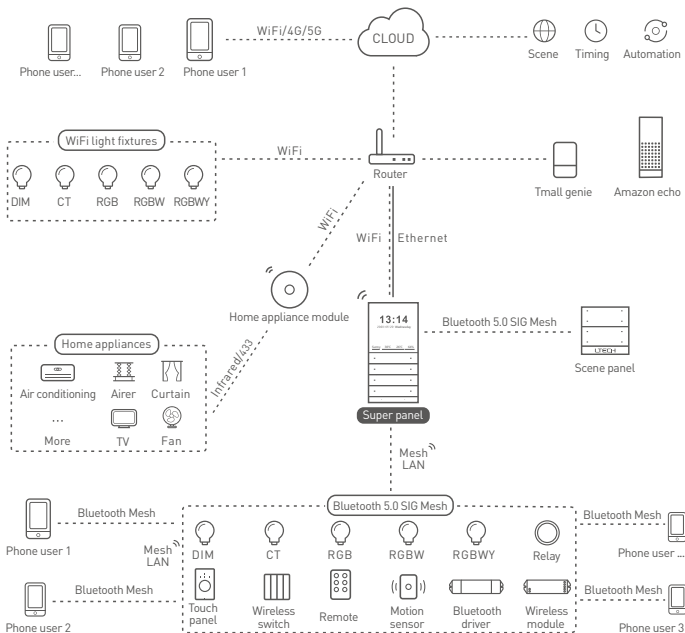 WiFi/4G/5G
CLOUD
Phone user...
Phone user 2
Phone user 1
Scene
Timing
Automation
WiFi light fixtures
WiFi
DIM
CT
RGB
RGBW
RGBWY
Router
Tmall genie
Amazon echo
WiFi
WiFi
Ethernet
Home appliance module
13:14
Bluetooth 5.0 SIG Mesh
LTECH
Scene panel
Home appliances
Infrared/433
Air conditioning
Airer
Curtain
...
More
TV
Fan
Super panel
Mesh
LAN
Bluetooth 5.0 SIG Mesh
Bluetooth Mesh
Phone user 1
Mesh
LAN
Bluetooth Mesh
Phone user 2
DIM
CT
RGB
RGBW
RGBWY
Relay
Touch
panel
Wireless
switch
Remote
Motion
sensor
Bluetooth
driver
Wireless
module
Bluetooth Mesh
Phone user ...
Bluetooth Mesh
Phone user 3